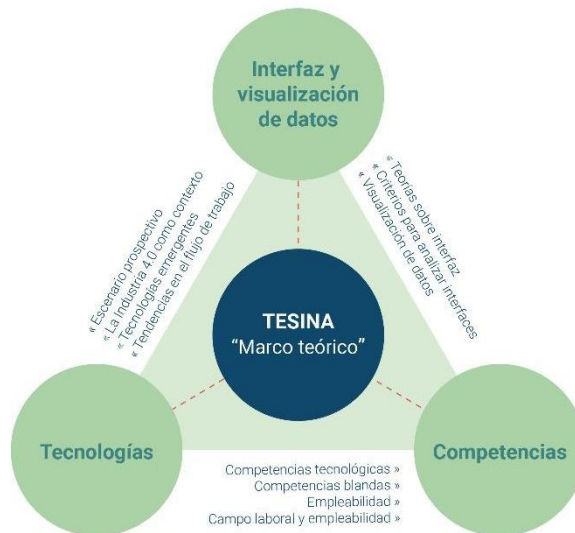 Interfaz y
visualización
de datos
« Escenario prospectivo
« La Industria 4.0 como contexto
« Tecnologías emergentes
« Tendencias en el flujo de trabajo
« Teorías sobre interfaz
« Criterios para analizar interfaces
« Visualización de datos
TESINA
“Marco teórico”
Tecnologías
Competencias
Competencias tecnológicas »
Competencias blandas »
Empleabilidad »
Campo laboral y empleabilidad »